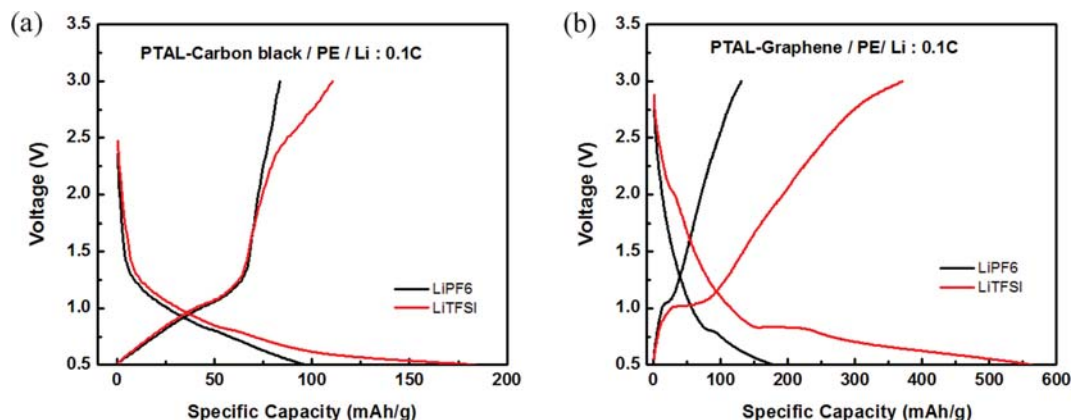 (a)
PTAL-Carbon black / PE / Li : 0.1C
Voltage (V)
3.5
3.0
2.5
2.0
1.5
1.0
0.5
LiPF6
LiTFSI
0 50 100 150 200
Specific Capacity (mAh/g)
(b)
PTAL-Graphene / PE/ Li : 0.1C
Voltage (V)
3.5
3.0
2.5
2.0
1.5
1.0
0.5
LiPF6
LiTFSI
0 100 200 300 400 500 600
Specific Capacity (mAh/g)